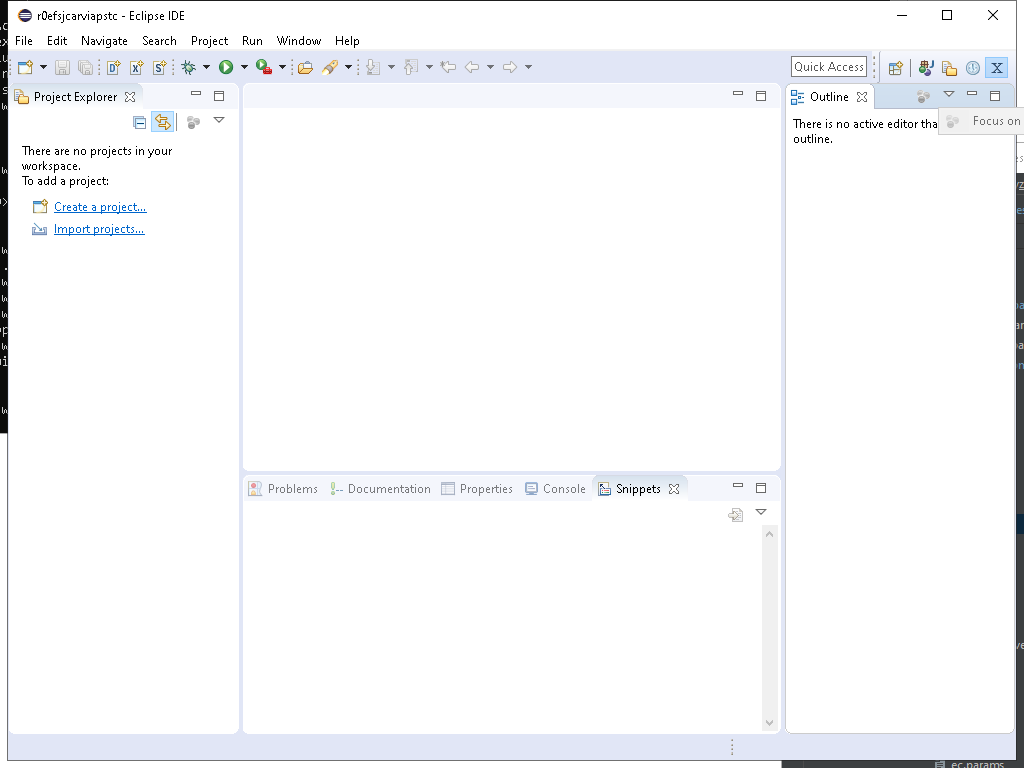 r0efsjcarviapstc - Eclipse IDE
File Edit Navigate Search Project Run Window Help
Quick Access
Project Explorer
Outline
There are no projects in your
workspace.
To add a project:
Create a project...
Import projects...
There is no active editor tha
outline.
Focus on
Problems Documentation Properties Console Snippets
ec.params